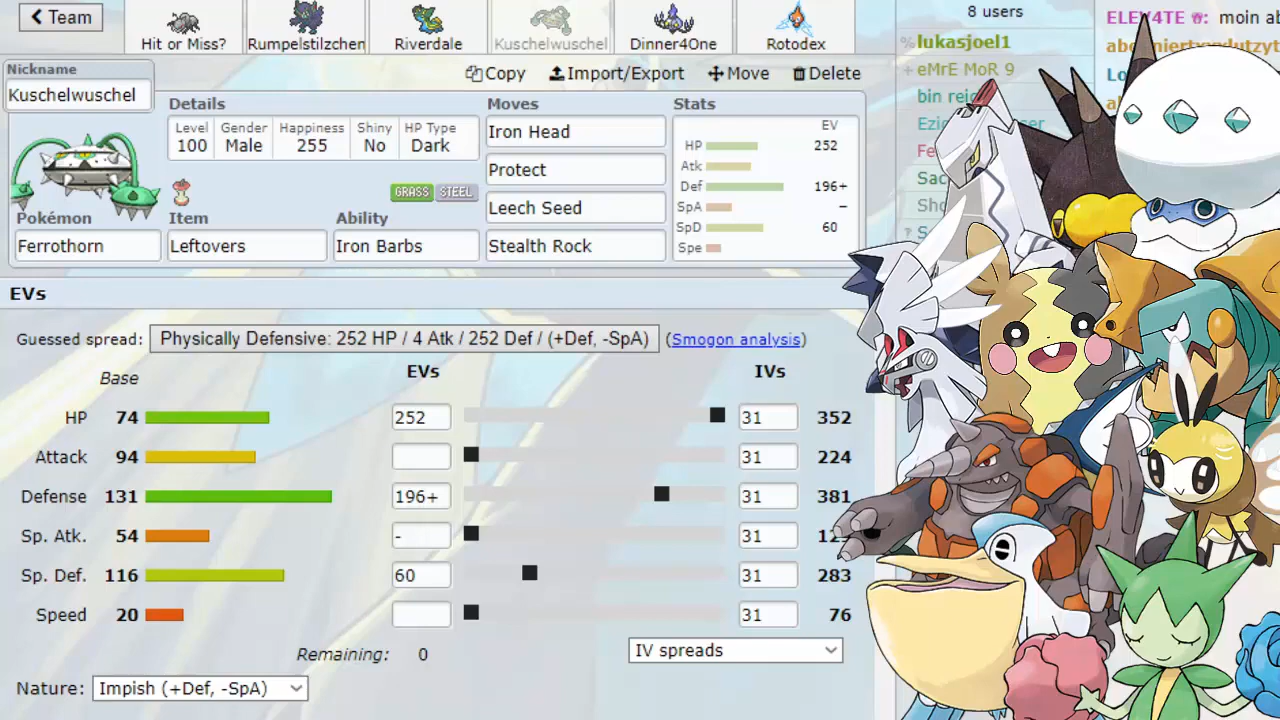 Team
Hit or Miss?
Rumpelstilzchen
Riverdale
Kuschelwuschel
Dinner4One
Rotodex
Nickname
Kuschelwuschel
Copy
Import/Export
Move
Delete
Details
Level
100
Gender
Male
Happiness
255
Shiny
No
HP Type
Dark
GRASS STEEL
Pokémon
Ferrothorn
Item
Leftovers
Ability
Iron Barbs
Moves
Iron Head
Protect
Leech Seed
Stealth Rock
Stats
EV
HP 252
Atk
Def 196+
SpA –
SpD 60
Spe
EVs
Guessed spread: Physically Defensive: 252 HP / 4 Atk / 252 Def / (+Def, -SpA) (Smogon analysis)
Base EVs IVs
HP 74 252 31 352
Attack 94 31 224
Defense 131 196+ 31 381
Sp. Atk. 54 - 31
Sp. Def. 116 60 31 283
Speed 20 31 76
Remaining: 0
IV spreads
Nature: Impish (+Def, -SpA)
8 users
%lukasjoel1
+eMrE MoR 9
bin
? S
ELEV4TE : moin